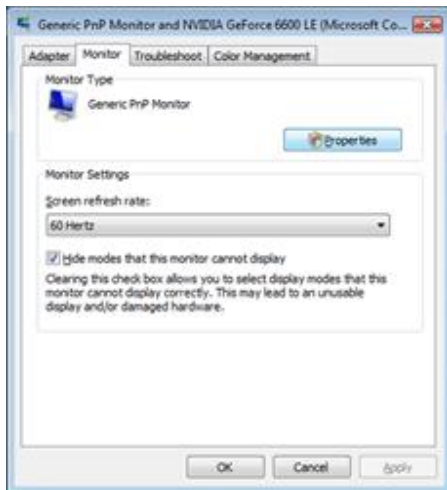 Generic PnP Monitor and NVIDIA GeForce 6600 LE (Microsoft Co...
Adapter Monitor Troubleshoot Color Management
Monitor Type
Generic PnP Monitor
Properties
Monitor Settings
Screen refresh rate:
60 Hertz
Hide modes that this monitor cannot display
Clearing this check box allows you to select display modes that this
monitor cannot display correctly. This may lead to an unusable
display and/or damaged hardware.
OK Cancel Apply